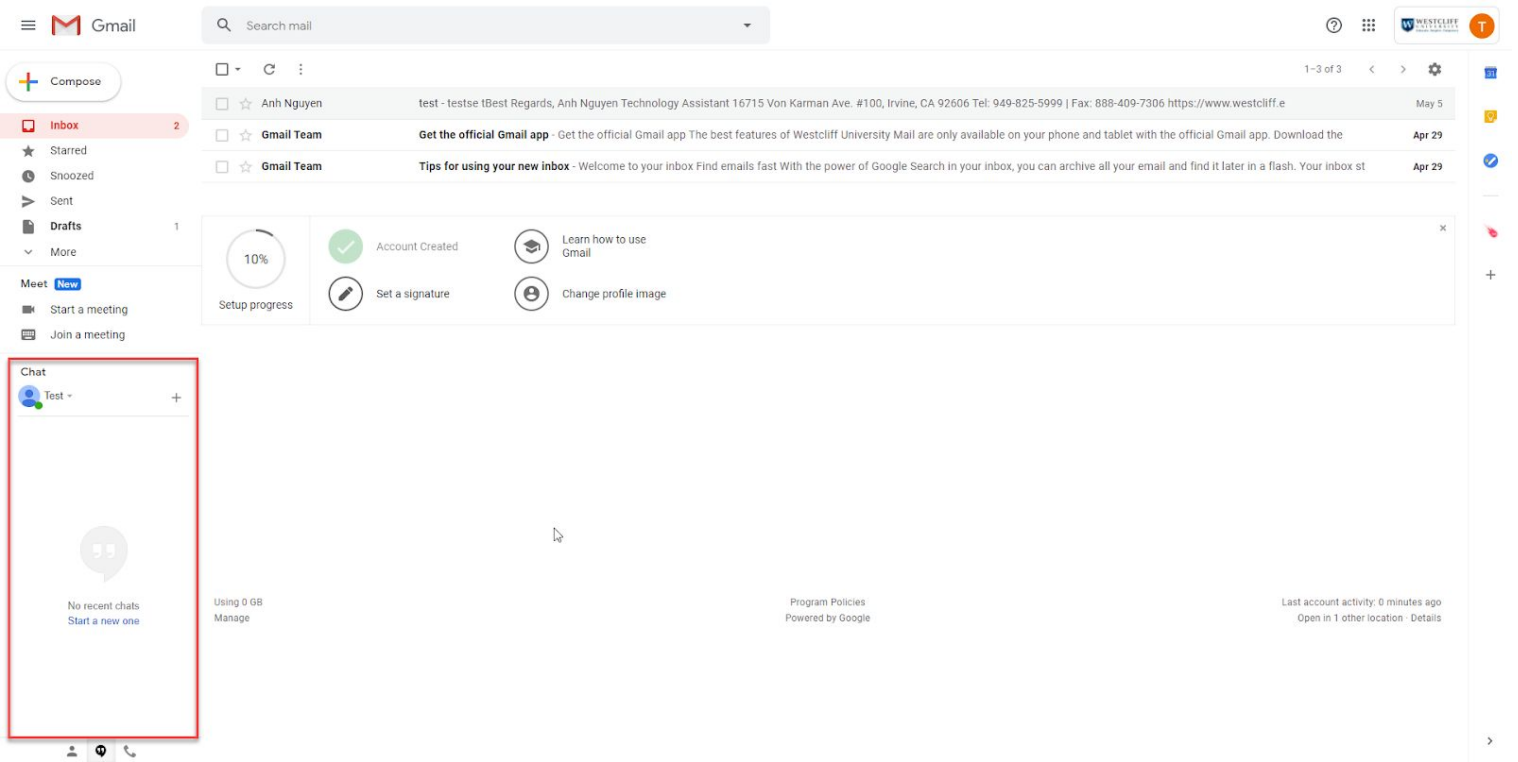 Gmail
Search mail
WESTCLIFF
T
Compose
1–3 of 3
31
Anh Nguyen test - testse tBest Regards, Anh Nguyen Technology Assistant 16715 Von Karman Ave. #100, Irvine, CA 92606 Tel: 949-825-5999 | Fax: 888-409-7306 https://www.westcliff.e May 5
Inbox 2
Gmail Team Get the official Gmail app - Get the official Gmail app The best features of Westcliff University Mail are only available on your phone and tablet with the official Gmail app. Download the Apr 29
Starred
Gmail Team Tips for using your new inbox - Welcome to your inbox Find emails fast With the power of Google Search in your inbox, you can archive all your email and find it later in a flash. Your inbox st Apr 29
Snoozed
Sent
Drafts 1
More
10%
Setup progress
Account Created
Learn how to use
Gmail
Set a signature
Change profile image
Meet New
Start a meeting
Join a meeting
Chat
Test
No recent chats
Start a new one
Using 0 GB
Manage
Program Policies
Powered by Google
Last account activity: 0 minutes ago
Open in 1 other location · Details